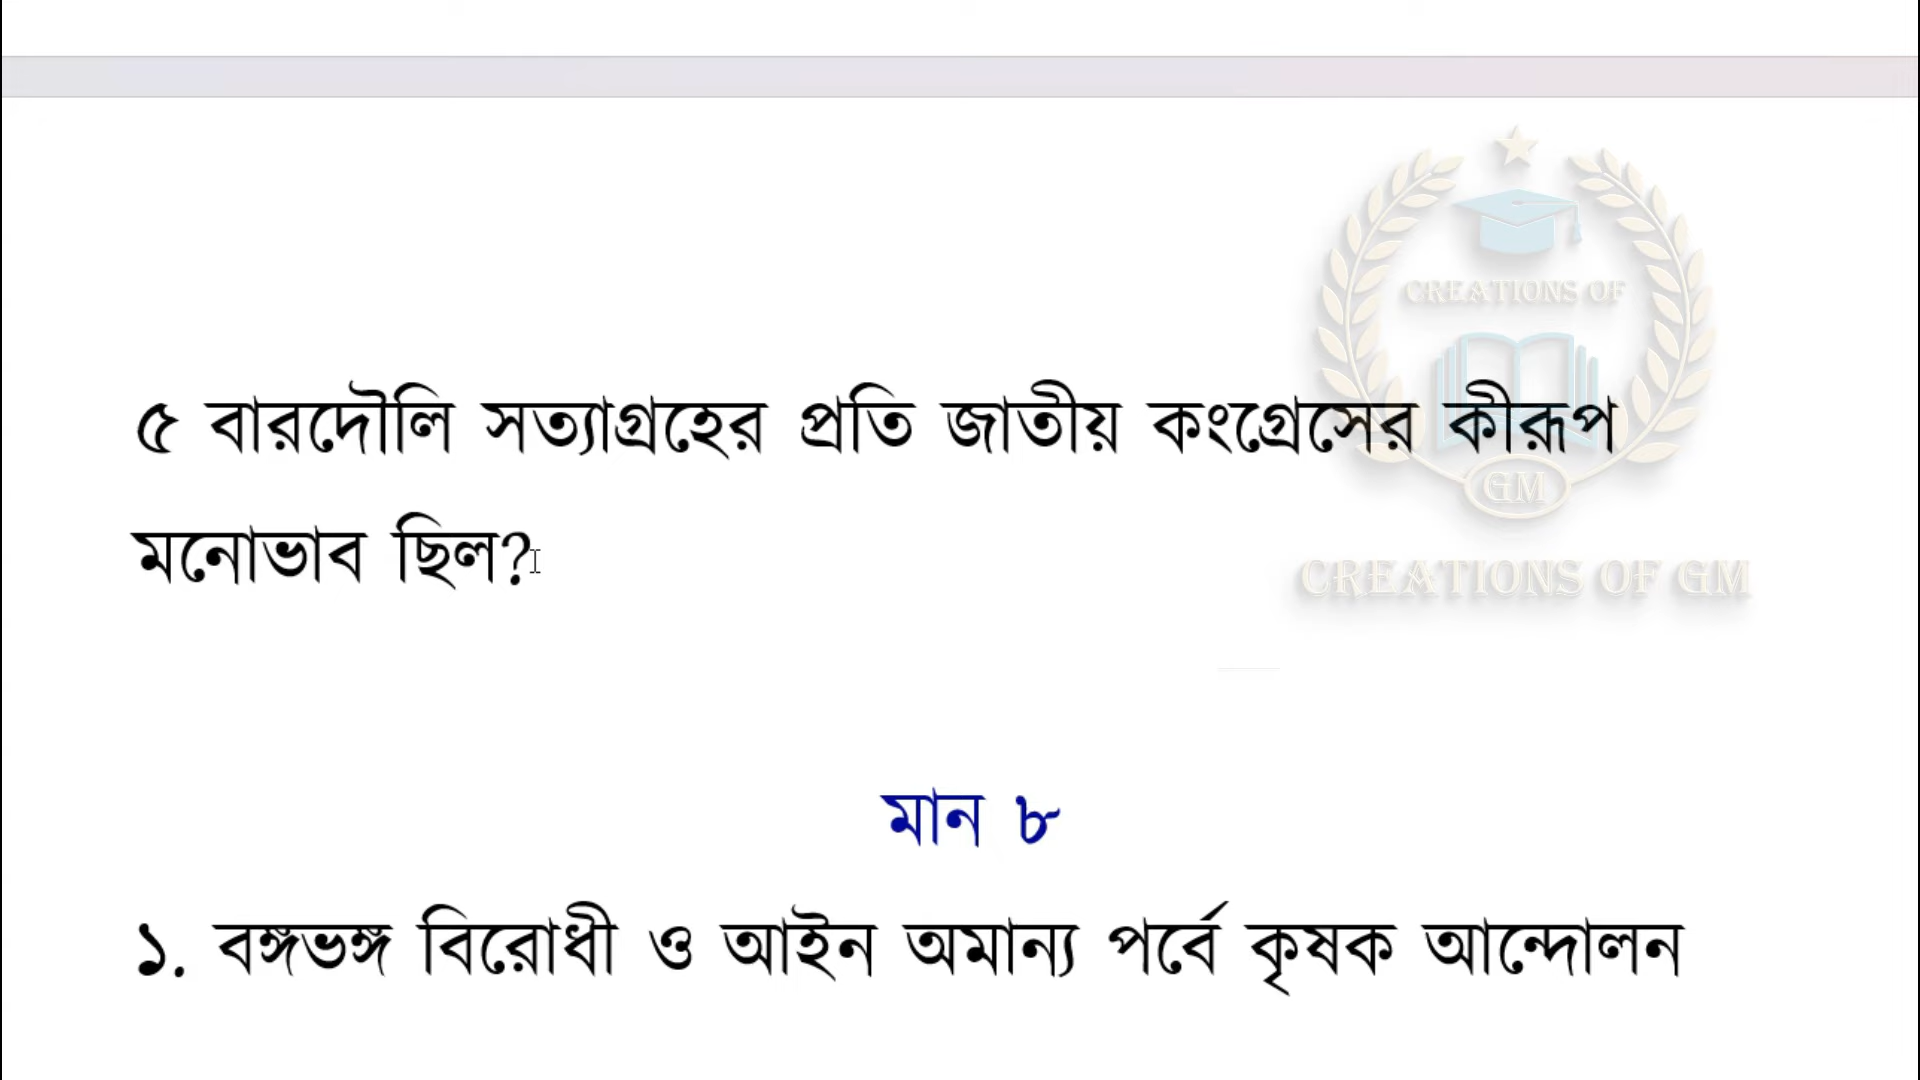 CREATIONS OF
৫ বারদৌলি সত্যাগ্রহের প্রতি জাতীয় কংগ্রেসের কীরূপ
GM
মনোভাব ছিল?
CREATIONS OF GM
মান ৮
১. বঙ্গভঙ্গ বিরোধী ও আইন অমান্য পর্বে কৃষক আন্দোলন